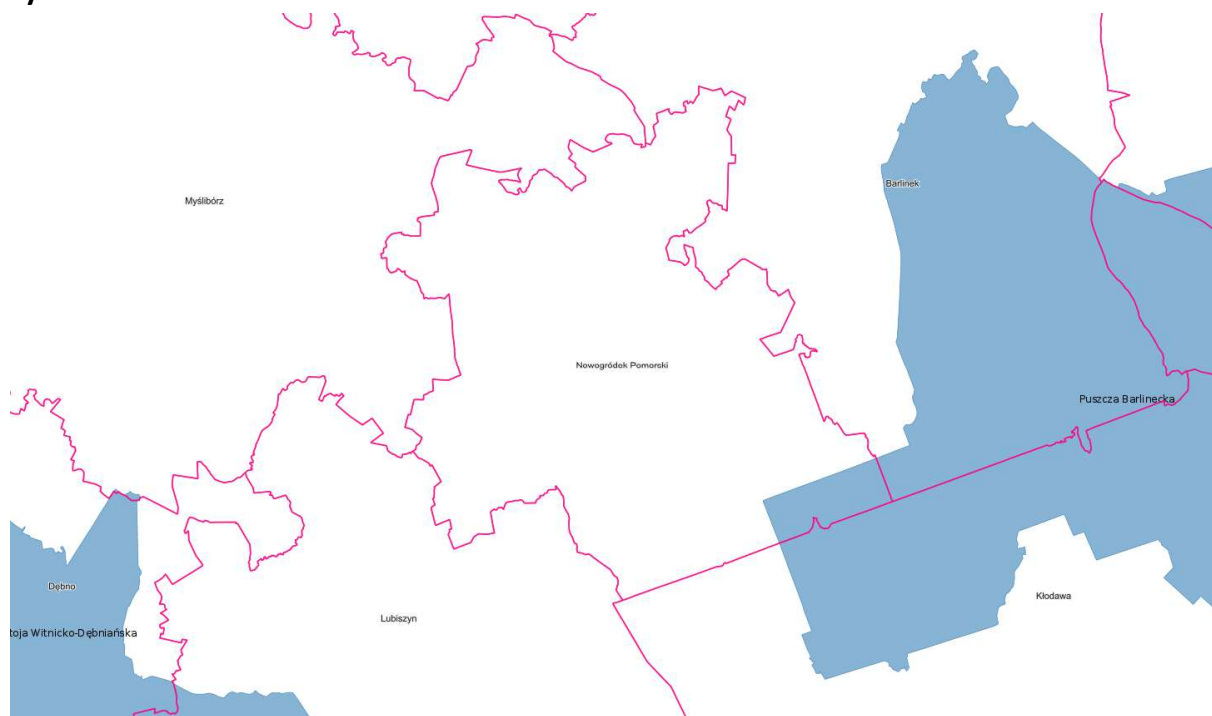 Barlinek
Myślibórz
Nowogródek Pomorski
Puszcza Barlinecka
Dębno
Kłodawa
Lubiszyn
toja Witnicko-Dębniańska